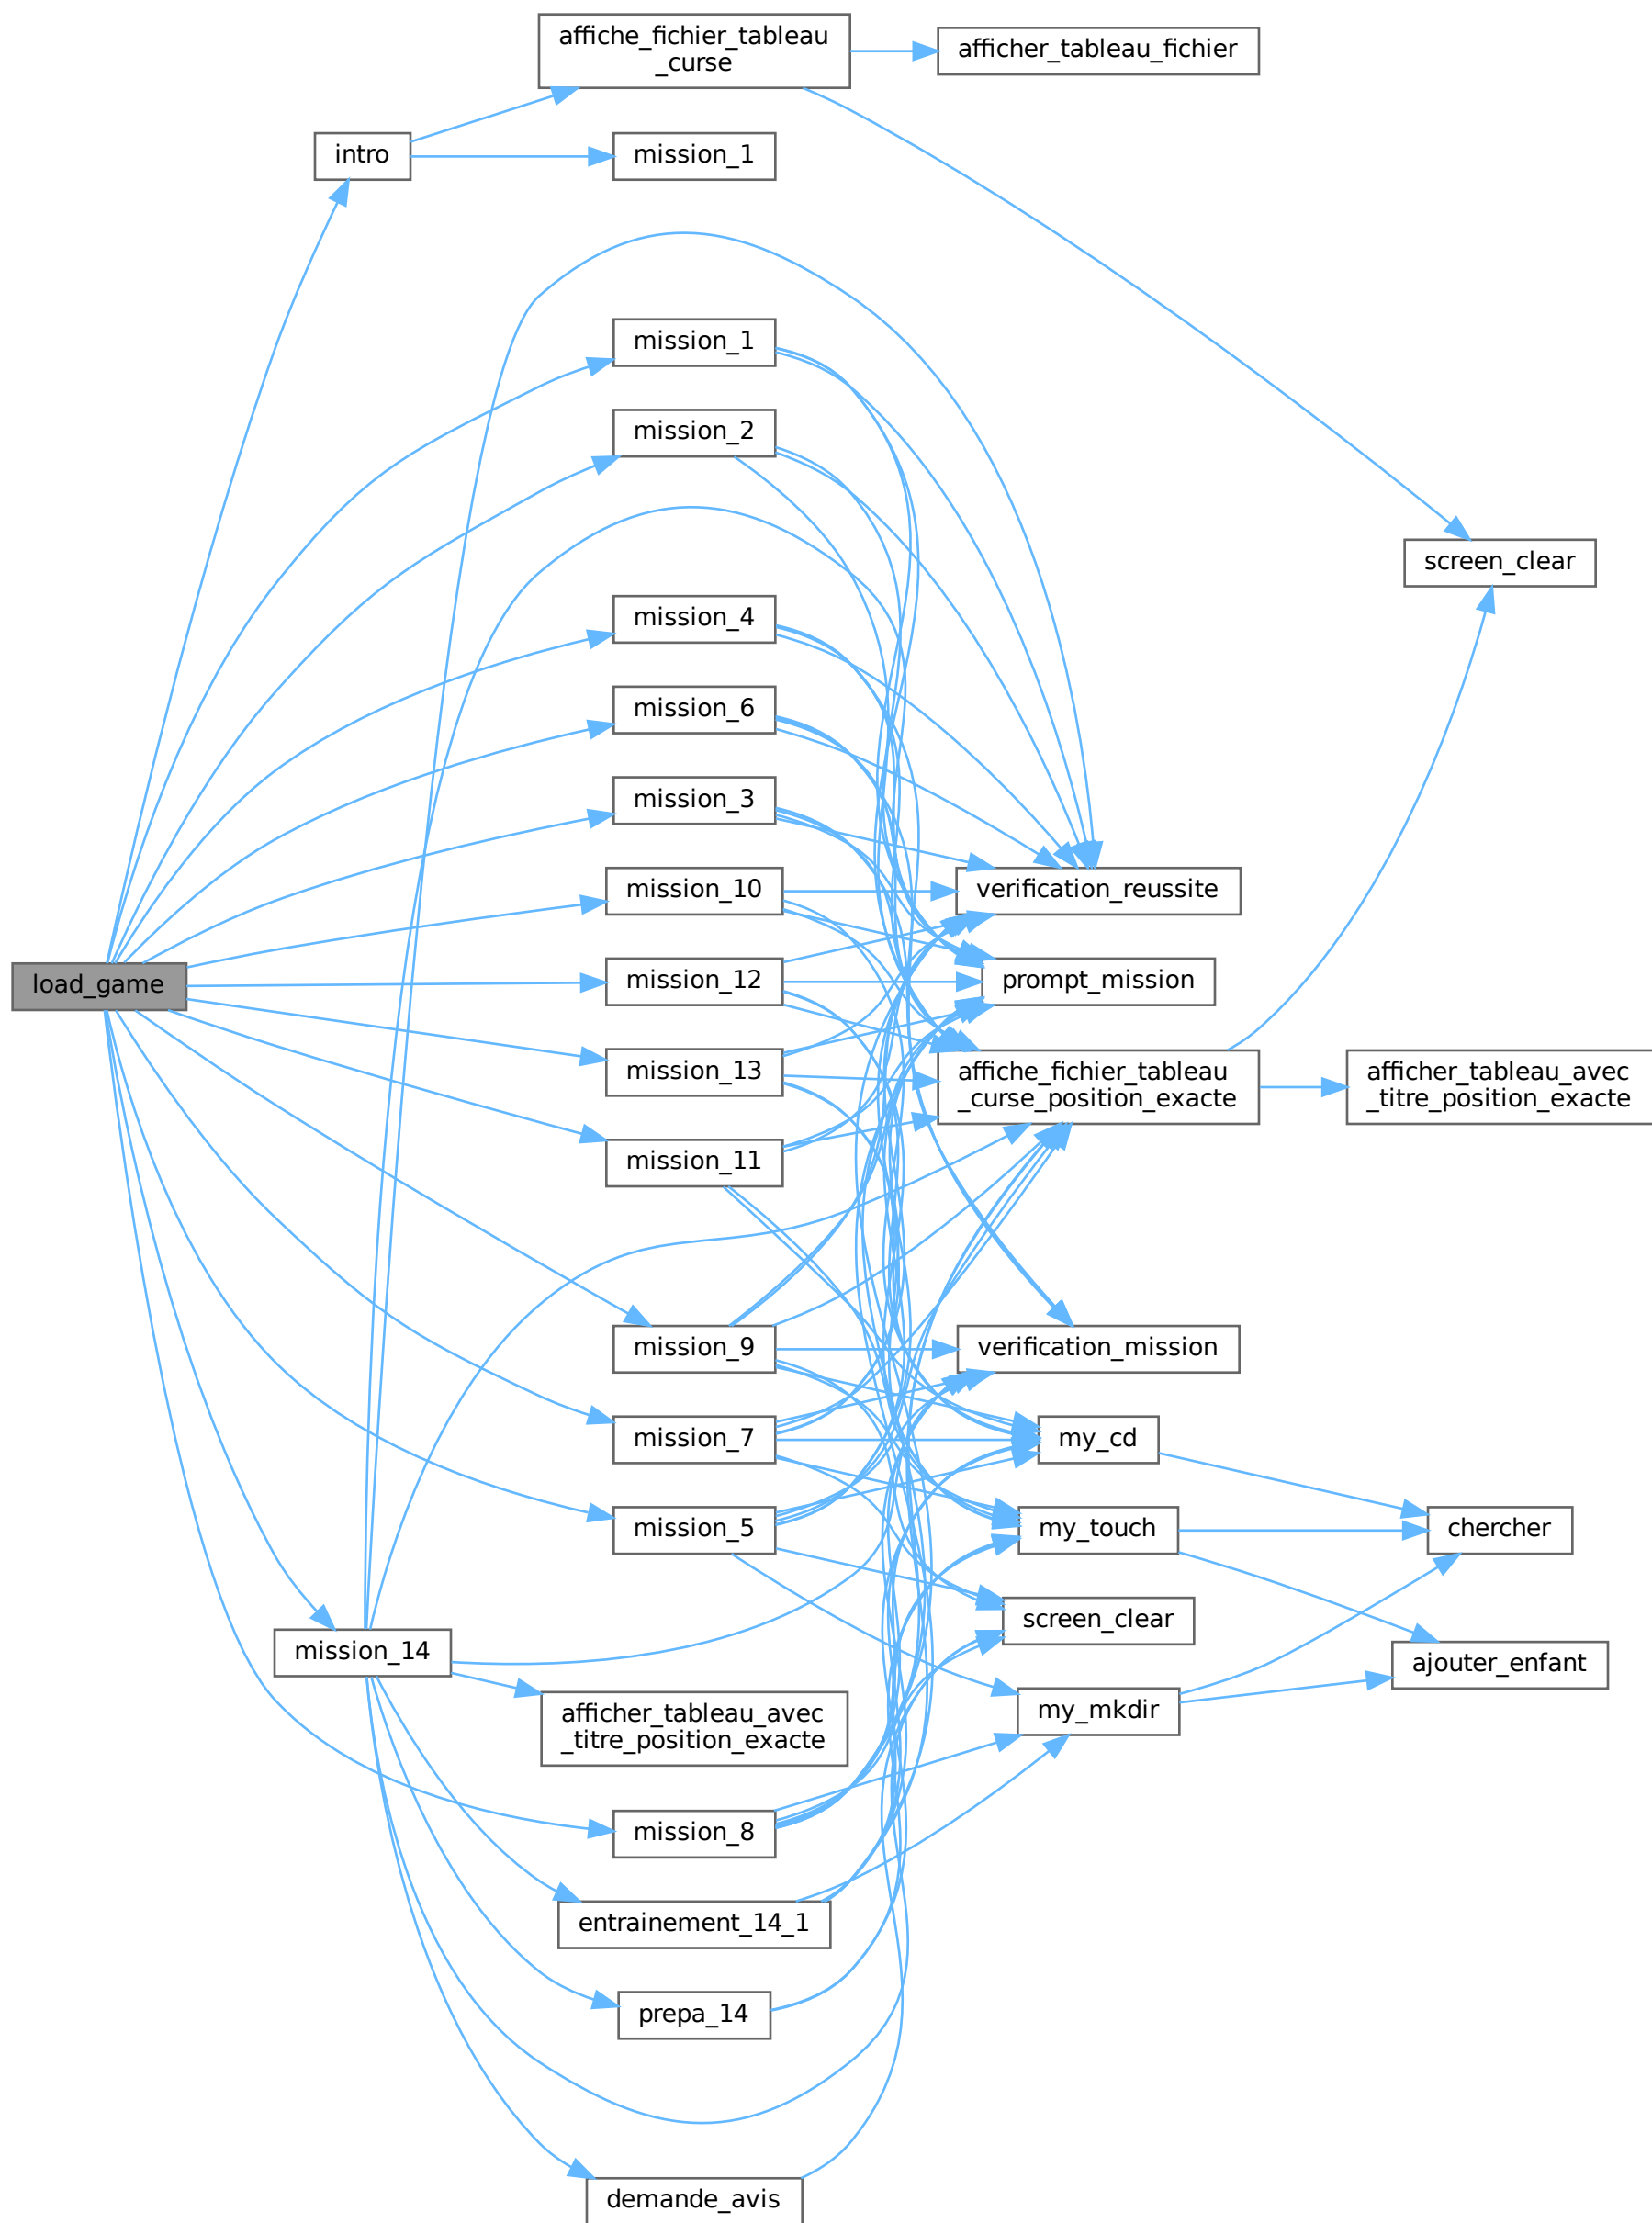 affiche_fichier_tableau
_curse
afficher_tableau_fichier
intro
mission_1
mission_1
mission_2
screen_clear
mission_4
mission_6
mission_3
mission_10
verification_reussite
load_game
mission_12
prompt_mission
mission_13
affiche_fichier_tableau
_curse_position_exacte
afficher_tableau_avec
_titre_position_exacte
mission_11
mission_9
verification_mission
mission_7
my_cd
mission_5
my_touch
chercher
screen_clear
mission_14
ajouter_enfant
afficher_tableau_avec
_titre_position_exacte
my_mkdir
mission_8
entrainement_14_1
prepa_14
demande_avis